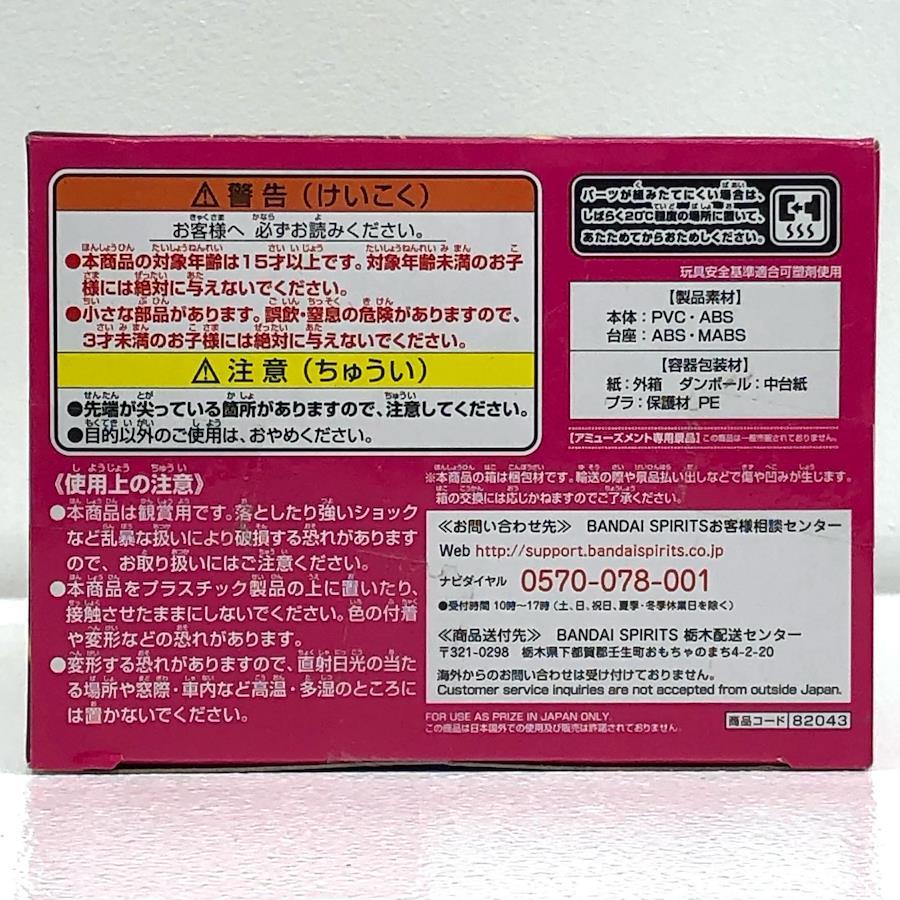 ⚠警告(けいこく)
お客様へ 必ずお読みください。
●本商品の対象年齢は15才以上です。対象年齢未満のお子
様には絶対に与えないでください。
●小さな部品があります。誤飲・窒息の危険がありますので、
3才未満のお子様には絶対に与えないでください。
⚠注意(ちゅうい)
●先端が尖っている箇所がありますので、注意してください。
●目的以外のご使用は、おやめください。
《使用上の注意》
●本商品は観賞用です。落としたり強いショック
など乱暴な扱いにより破損する恐れがあります
ので、お取り扱いにはご注意ください。
●本商品をプラスチック製品の上に置いたり、
接触させたままにしないでください。色の付着
や変形などの恐れがあります。
●変形する恐れがありますので、直射日光の当た
る場所や窓際・車内など高温・多湿のところに
は置かないでください。
パーツが組みたてにくい場合は、
しばらく20℃程度の場所に置いて、
あたためてからおためしください。
玩具安全基準適合可塑剤使用
【製品素材】
本体：PVC・ABS
台座：ABS・MABS
【容器包装材】
紙：外箱 ダンボール：中台紙
プラ：保護材 PE
【アミューズメント専用景品】この商品は一般市販されておりません。
※本商品の箱は梱包材です。輸送の際や景品払い出しなどで傷や凹みが生じます。
箱の交換には応じかねますのでご了承ください。
≪お問い合わせ先≫ BANDAI SPIRITSお客様相談センター
Web http://support.bandaispirits.co.jp
ナビダイヤル 0570-078-001
●受付時間 10時〜17時(土、日、祝日、夏季・冬季休業日を除く)
≪商品送付先≫ BANDAI SPIRITS 栃木配送センター
〒321-0298 栃木県下都賀郡壬生町おもちゃのまち4-2-20
海外からのお問い合わせは受け付けておりません。
Customer service inquiries are not accepted from outside Japan.
FOR USE AS PRIZE IN JAPAN ONLY.
この商品は日本国外での使用及び販売は許諾されておりません。
商品コード 82043